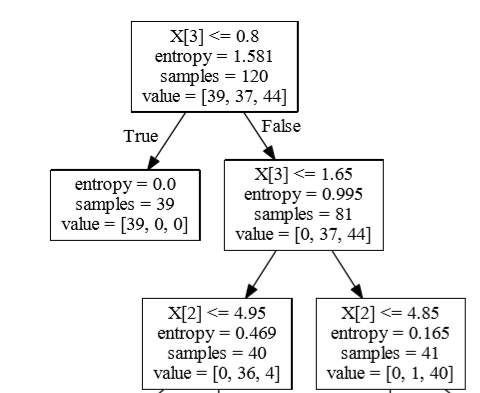 X[3] <= 0.8
entropy = 1.581
samples = 120
value = [39, 37, 44]
True
False
entropy = 0.0
samples = 39
value = [39, 0, 0]
X[3] <= 1.65
entropy = 0.995
samples = 81
value = [0, 37, 44]
X[2] <= 4.95
entropy = 0.469
samples = 40
value = [0, 36, 4]
X[2] <= 4.85
entropy = 0.165
samples = 41
value = [0, 1, 40]